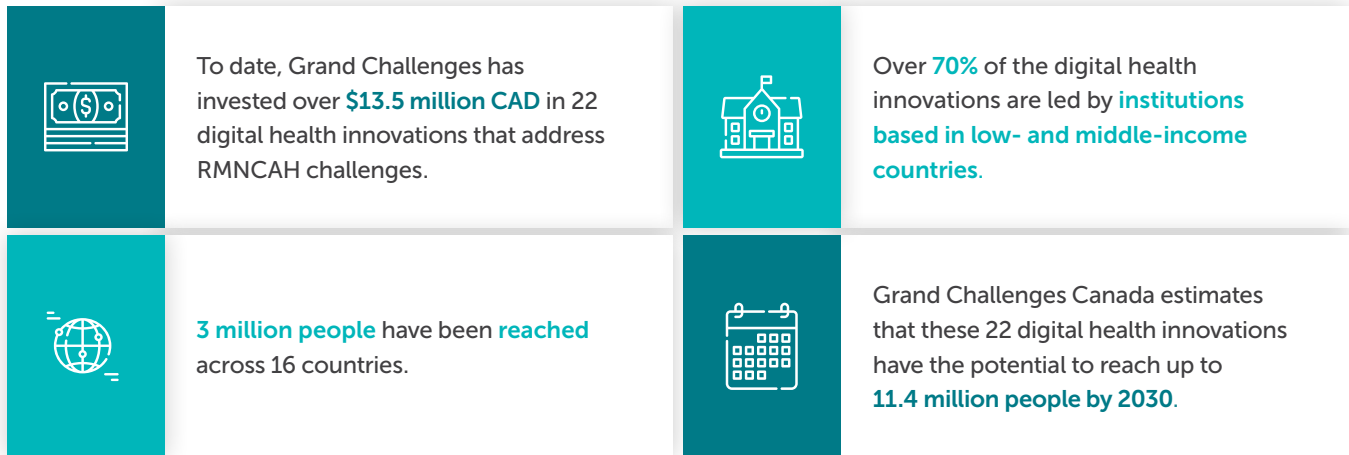 To date, Grand Challenges has
invested over $13.5 million CAD in 22
digital health innovations that address
RMNCAH challenges.
Over 70% of the digital health
innovations are led by institutions
based in low- and middle-income
countries.
3 million people have been reached
across 16 countries.
Grand Challenges Canada estimates
that these 22 digital health innovations
have the potential to reach up to
11.4 million people by 2030.